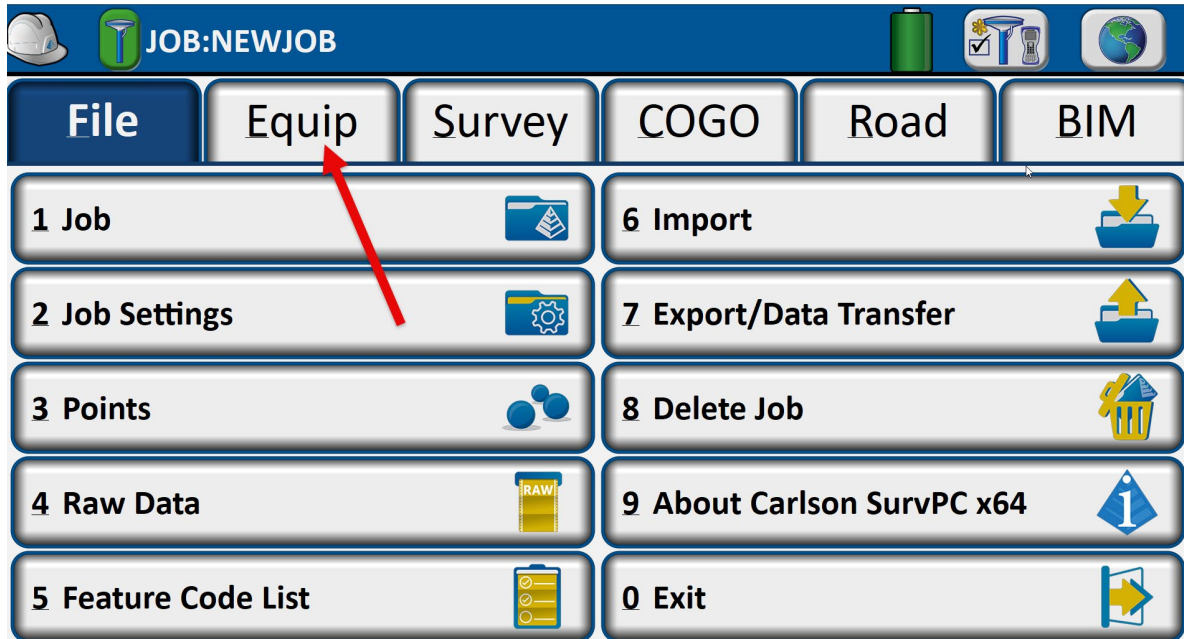 JOB:NEWJOB
File Equip Survey COGO Road BIM
1 Job
2 Job Settings
3 Points
4 Raw Data
RAW
5 Feature Code List
6 Import
7 Export/Data Transfer
8 Delete Job
9 About Carlson SurvPC x64
0 Exit